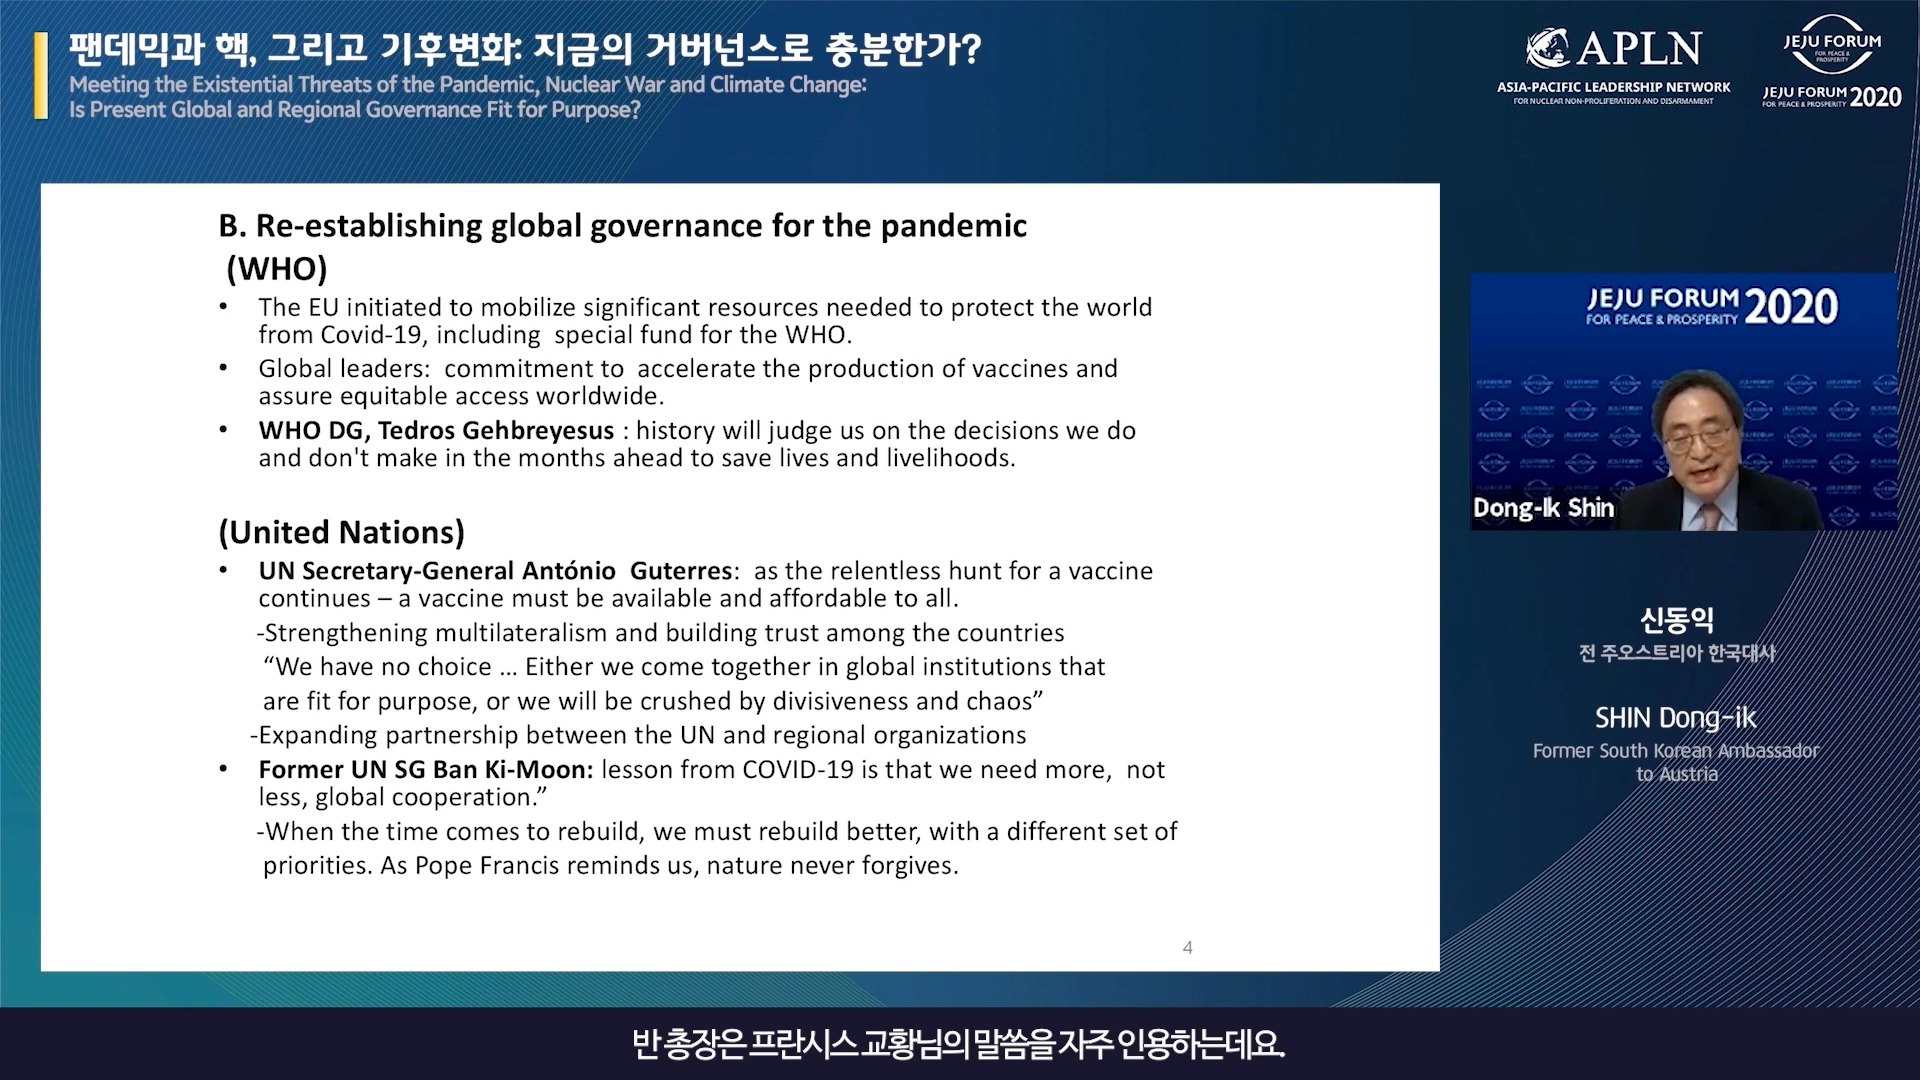 팬데믹과 핵, 그리고 기후변화: 지금의 거버넌스로 충분한가?
Meeting the Existential Threats of the Pandemic, Nuclear War and Climate Change:
Is Present Global and Regional Governance Fit for Purpose?
APLN
ASIA-PACIFIC LEADERSHIP NETWORK
FOR NUCLEAR NON-PROLIFERATION AND DISARMAMENT
JEJU FORUM
FOR PEACE &
PROSPERITY
JEJU FORUM
FOR PEACE & PROSPERITY 2020
B. Re-establishing global governance for the pandemic
(WHO)
• The EU initiated to mobilize significant resources needed to protect the world
from Covid-19, including special fund for the WHO.
• Global leaders: commitment to accelerate the production of vaccines and
assure equitable access worldwide.
• WHO DG, Tedros Gehbreyesus : history will judge us on the decisions we do
and don't make in the months ahead to save lives and livelihoods.
(United Nations)
• UN Secretary-General António Guterres: as the relentless hunt for a vaccine
continues – a vaccine must be available and affordable to all.
-Strengthening multilateralism and building trust among the countries
“We have no choice ... Either we come together in global institutions that
are fit for purpose, or we will be crushed by divisiveness and chaos”
-Expanding partnership between the UN and regional organizations
• Former UN SG Ban Ki-Moon: lesson from COVID-19 is that we need more, not
less, global cooperation.”
-When the time comes to rebuild, we must rebuild better, with a different set of
priorities. As Pope Francis reminds us, nature never forgives.
4
JEJU FORUM 2020
FOR PEACE & PROSPERITY
Dong-Ik Shin
신동익
전 주오스트리아 한국대사
SHIN Dong-ik
Former South Korean Ambassador
to Austria
반 총장은 프란시스 교황님의 말씀을 자주 인용하는데요.